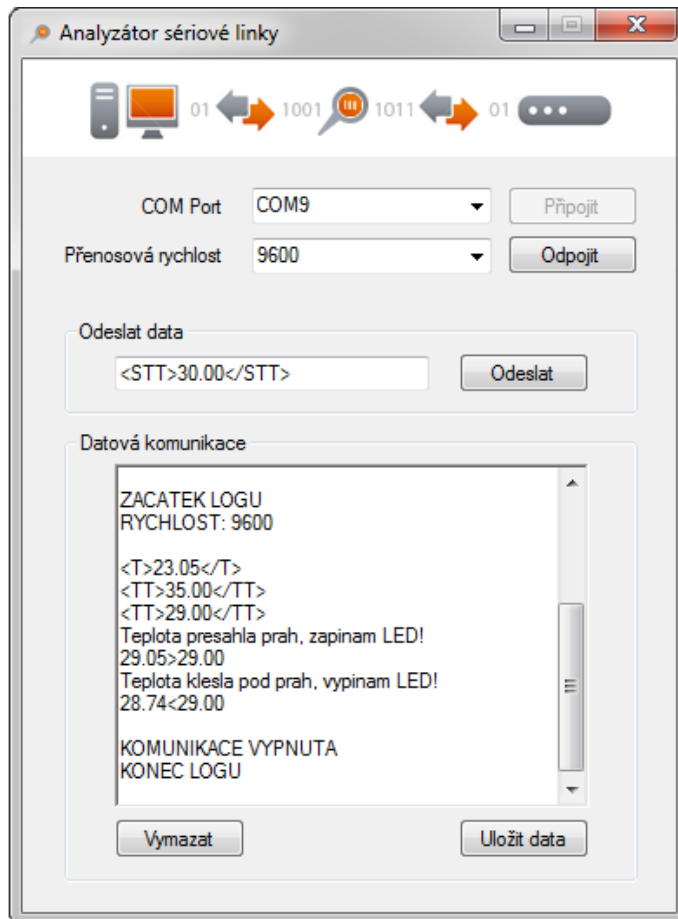 Analyzátor sériové linky
01 1001 1011 01
COM Port COM9 Připojit
Přenosová rychlost 9600 Odpojit
Odeslat data
<STT>30.00</STT> Odeslat
Datová komunikace
ZACATEK LOGU
RYCHLOST: 9600
<T>23.05</T>
<TT>35.00</TT>
<TT>29.00</TT>
Teplota presahla prah, zapinam LED!
29.05>29.00
Teplota klesla pod prah, vypinam LED!
28.74<29.00
KOMUNIKACE VYPNUTA
KONEC LOGU
Vymazat Uložit data